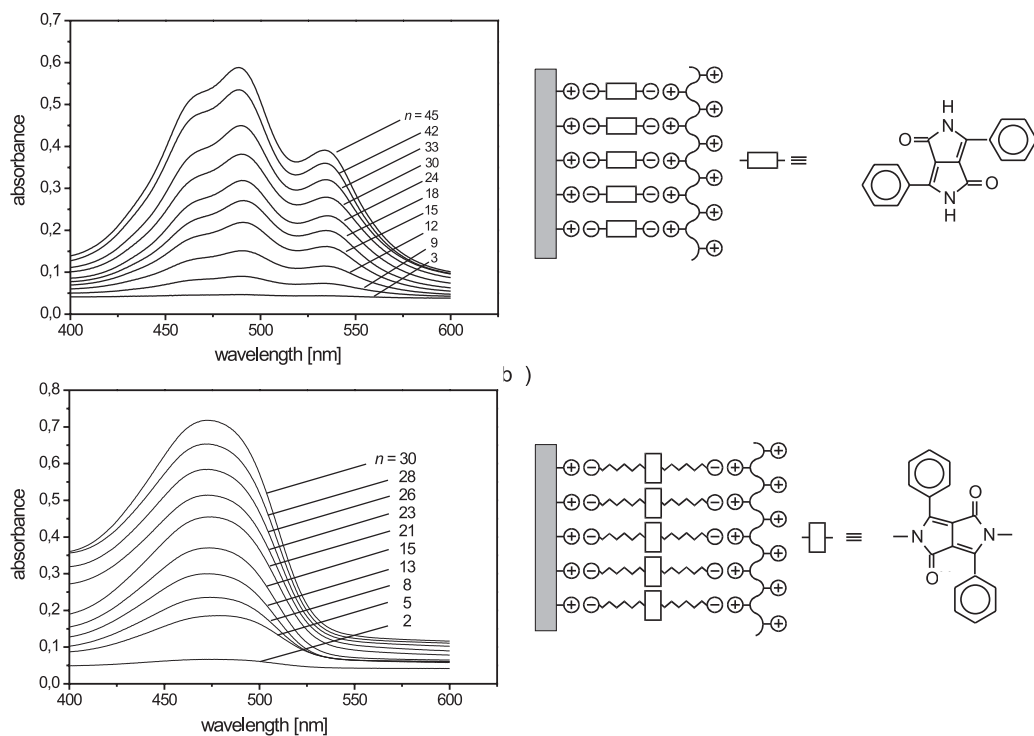 0,7
0,6
0,5
0,4
0,3
0,2
0,1
0,0
absorbance
400 450 500 550 600
wavelength [nm]
n = 45
42
33
30
24
18
15
12
9
3
+ − − + +
+
+ − − +
+
+ − − +
+
+ − − +
+
+ − − +
+
≡
H
N
O
O
N
H
b )
0,8
0,7
0,6
0,5
0,4
0,3
0,2
0,1
0,0
absorbance
400 450 500 550 600
wavelength [nm]
n = 30
28
26
23
21
15
13
8
5
2
+
+ − − +
+
+ − − +
+
+ − − +
+
+ − − +
+
+ − − +
+
≡
O
N
N
O